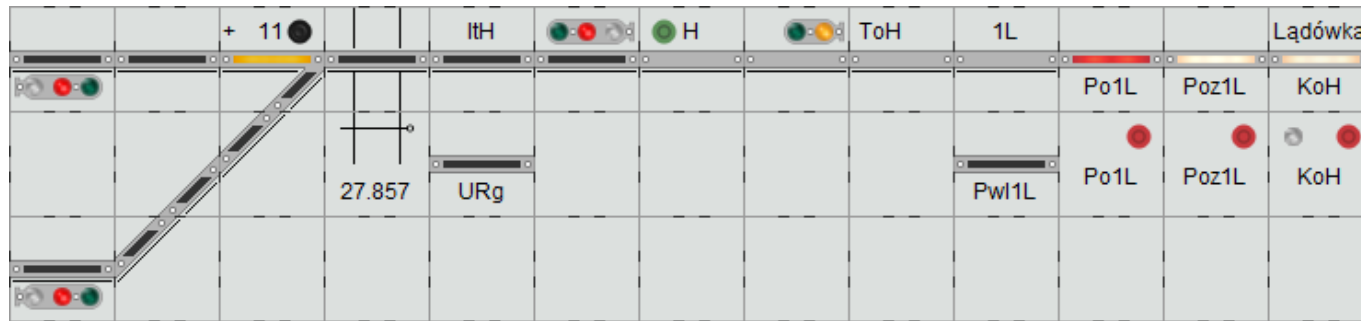 + 11
ItH
H
ToH
1L
Lądówka
Po1L
Poz1L
KoH
27.857
URg
Pwl1L
Po1L
Poz1L
KoH